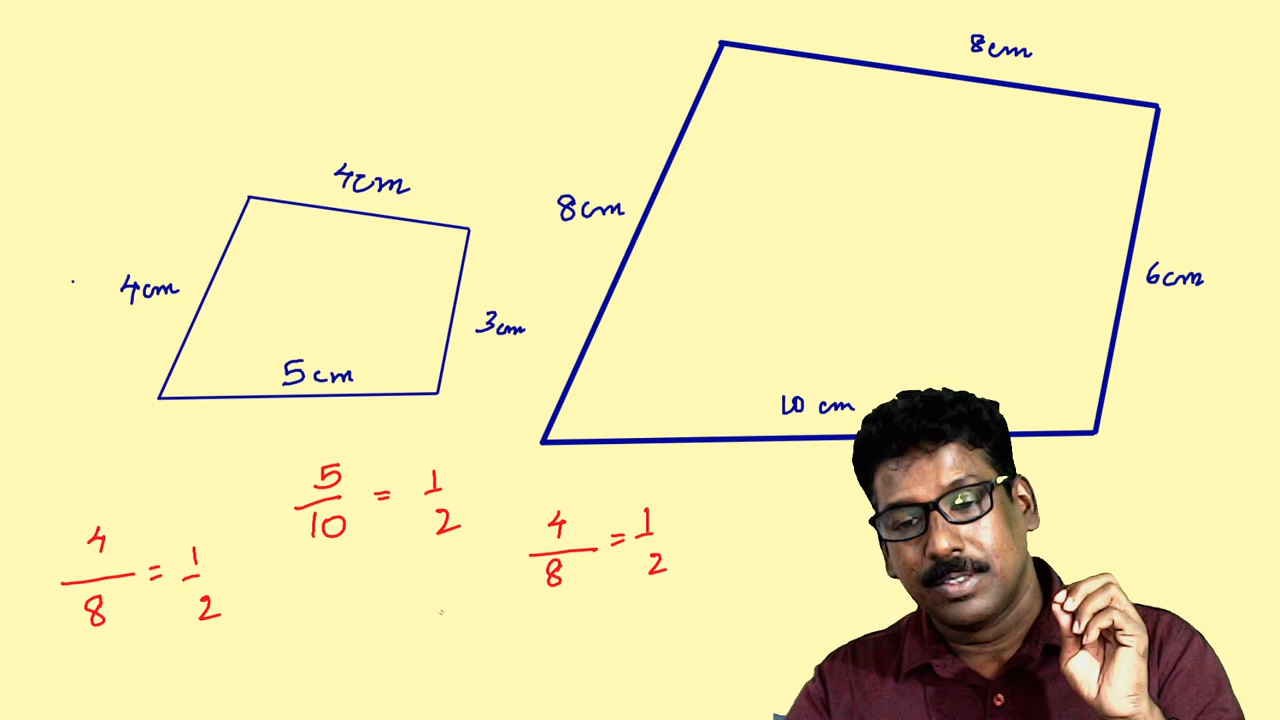 8cm
4cm
8cm
4cm
6cm
3cm
5cm
10 cm
5/10 = 1/2
4/8 = 1/2
4/8 = 1/2